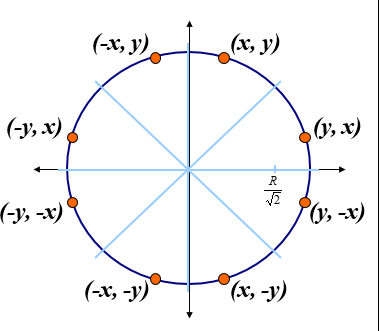 (-x, y) (x, y)
(-y, x) (y, x)
R
√2
(-y, -x) (y, -x)
(-x, -y) (x, -y)